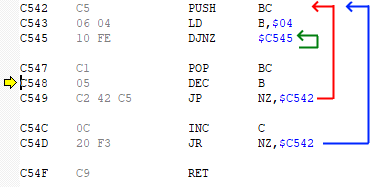 C542 C5 PUSH BC
C543 06 04 LD B,$04
C545 10 FE DJNZ $C545
C547 C1 POP BC
C548 05 DEC B
C549 C2 42 C5 JP NZ,$C542
C54C 0C INC C
C54D 20 F3 JR NZ,$C542
C54F C9 RET